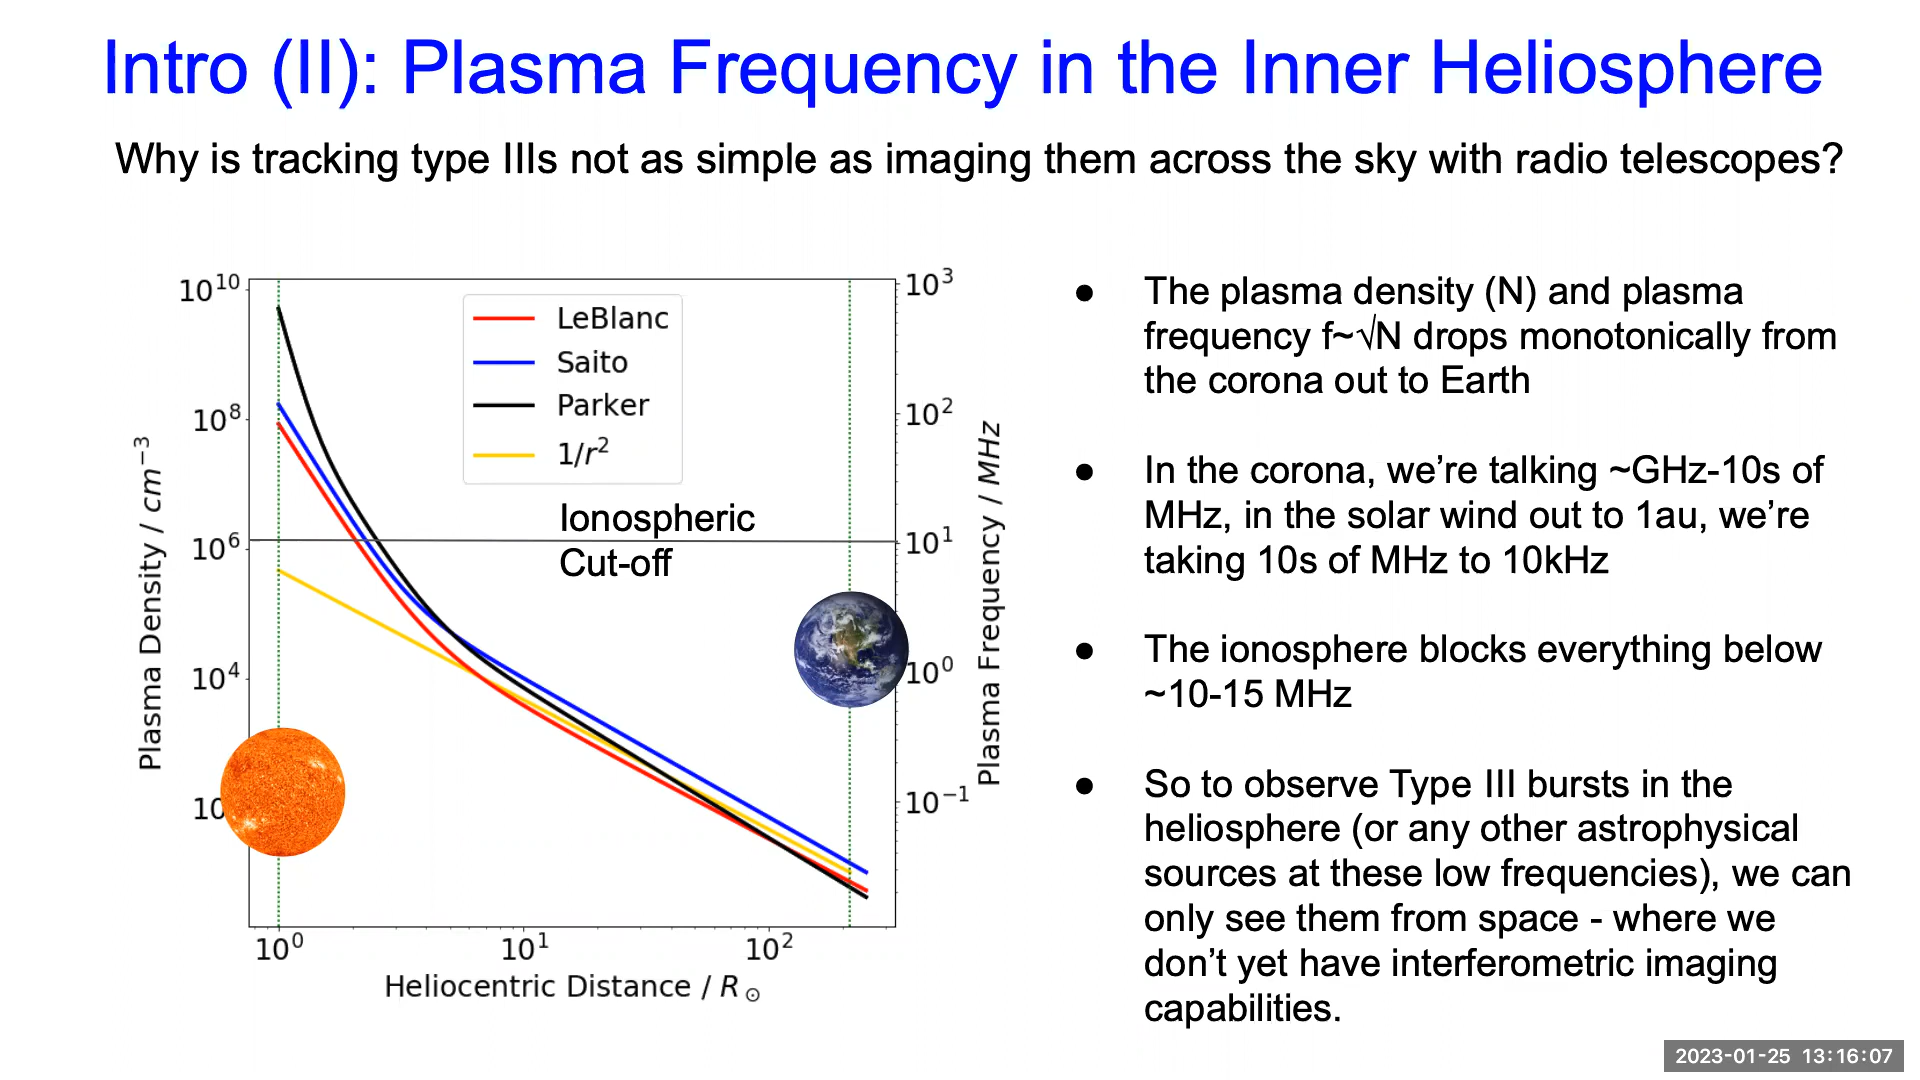 Intro (II): Plasma Frequency in the Inner Heliosphere
Why is tracking type IIIs not as simple as imaging them across the sky with radio telescopes?
10¹⁰
10⁸
10⁶
10⁴
10
Plasma Density / cm⁻³
LeBlanc
Saito
Parker
1/r²
Ionospheric
Cut-off
10³
10²
10¹
10⁰
10⁻¹
Plasma Frequency / MHz
10⁰
10¹
10²
Heliocentric Distance / R☉
● The plasma density (N) and plasma
frequency f~√N drops monotonically from
the corona out to Earth
● In the corona, we’re talking ~GHz-10s of
MHz, in the solar wind out to 1au, we’re
taking 10s of MHz to 10kHz
● The ionosphere blocks everything below
~10-15 MHz
● So to observe Type III bursts in the
heliosphere (or any other astrophysical
sources at these low frequencies), we can
only see them from space - where we
don’t yet have interferometric imaging
capabilities.
2023-01-25 13:16:07